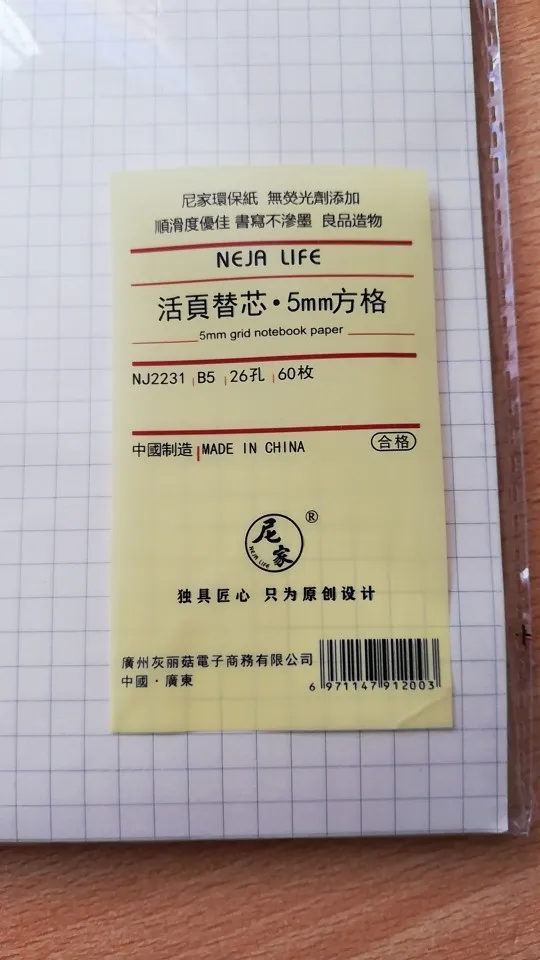 尼家環保紙 無熒光劑添加
順滑度優佳 書寫不滲墨 良品造物
NEJA LIFE
活頁替芯·5mm方格
5mm grid notebook paper
NJ2231 | B5 | 26孔 | 60枚
中國制造 | MADE IN CHINA 合格
尼家 ®
NEJA LIFE
独具匠心 只为原创设计
廣州灰丽菇電子商務有限公司
中國·廣東
6 971147 912003